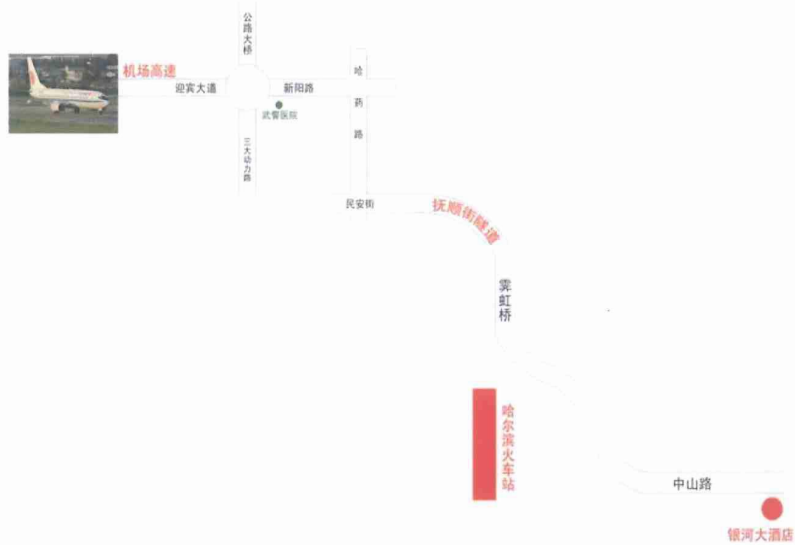 公路大桥
机场高速
迎宾大道
新阳路
哈药路
武警医院
三大动力路
民安街
抚顺街隧道
霁虹桥
哈尔滨火车站
中山路
银河大酒店